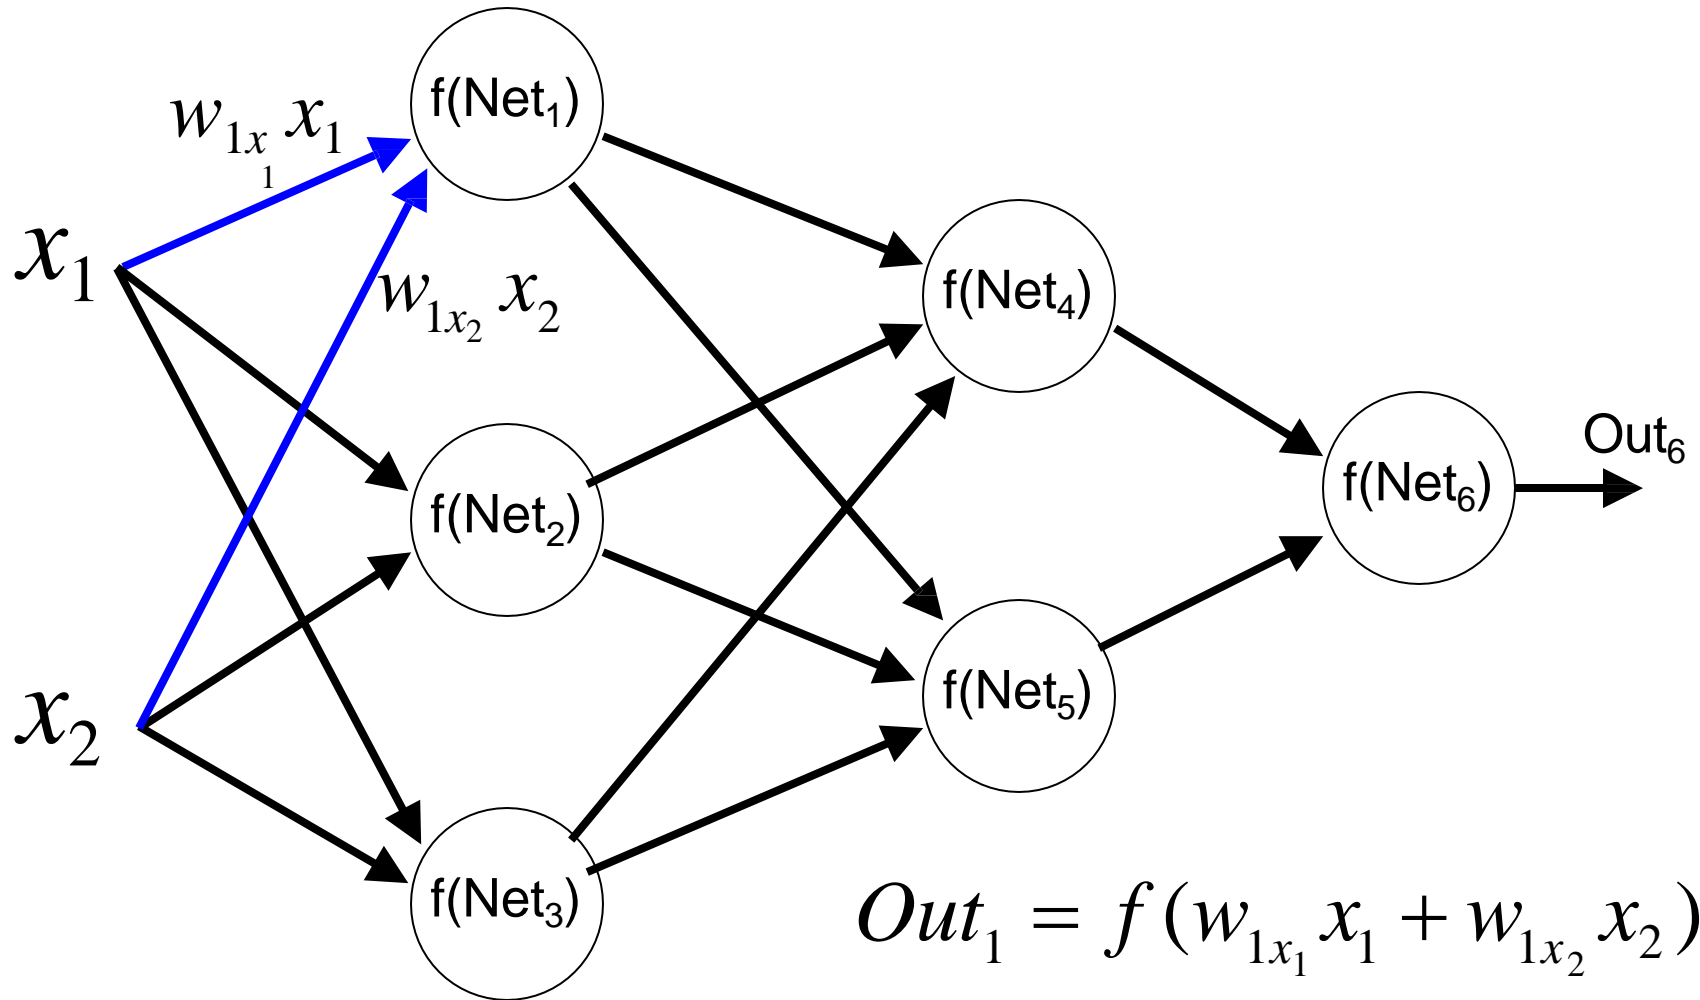 f(Net₁)
w₁ₓ₁ x₁
x₁
w₁ₓ₂ x₂
f(Net₄)
Out₆
f(Net₂)
f(Net₆)
x₂
f(Net₅)
f(Net₃)
Out₁ = f(w₁ₓ₁ x₁ + w₁ₓ₂ x₂)